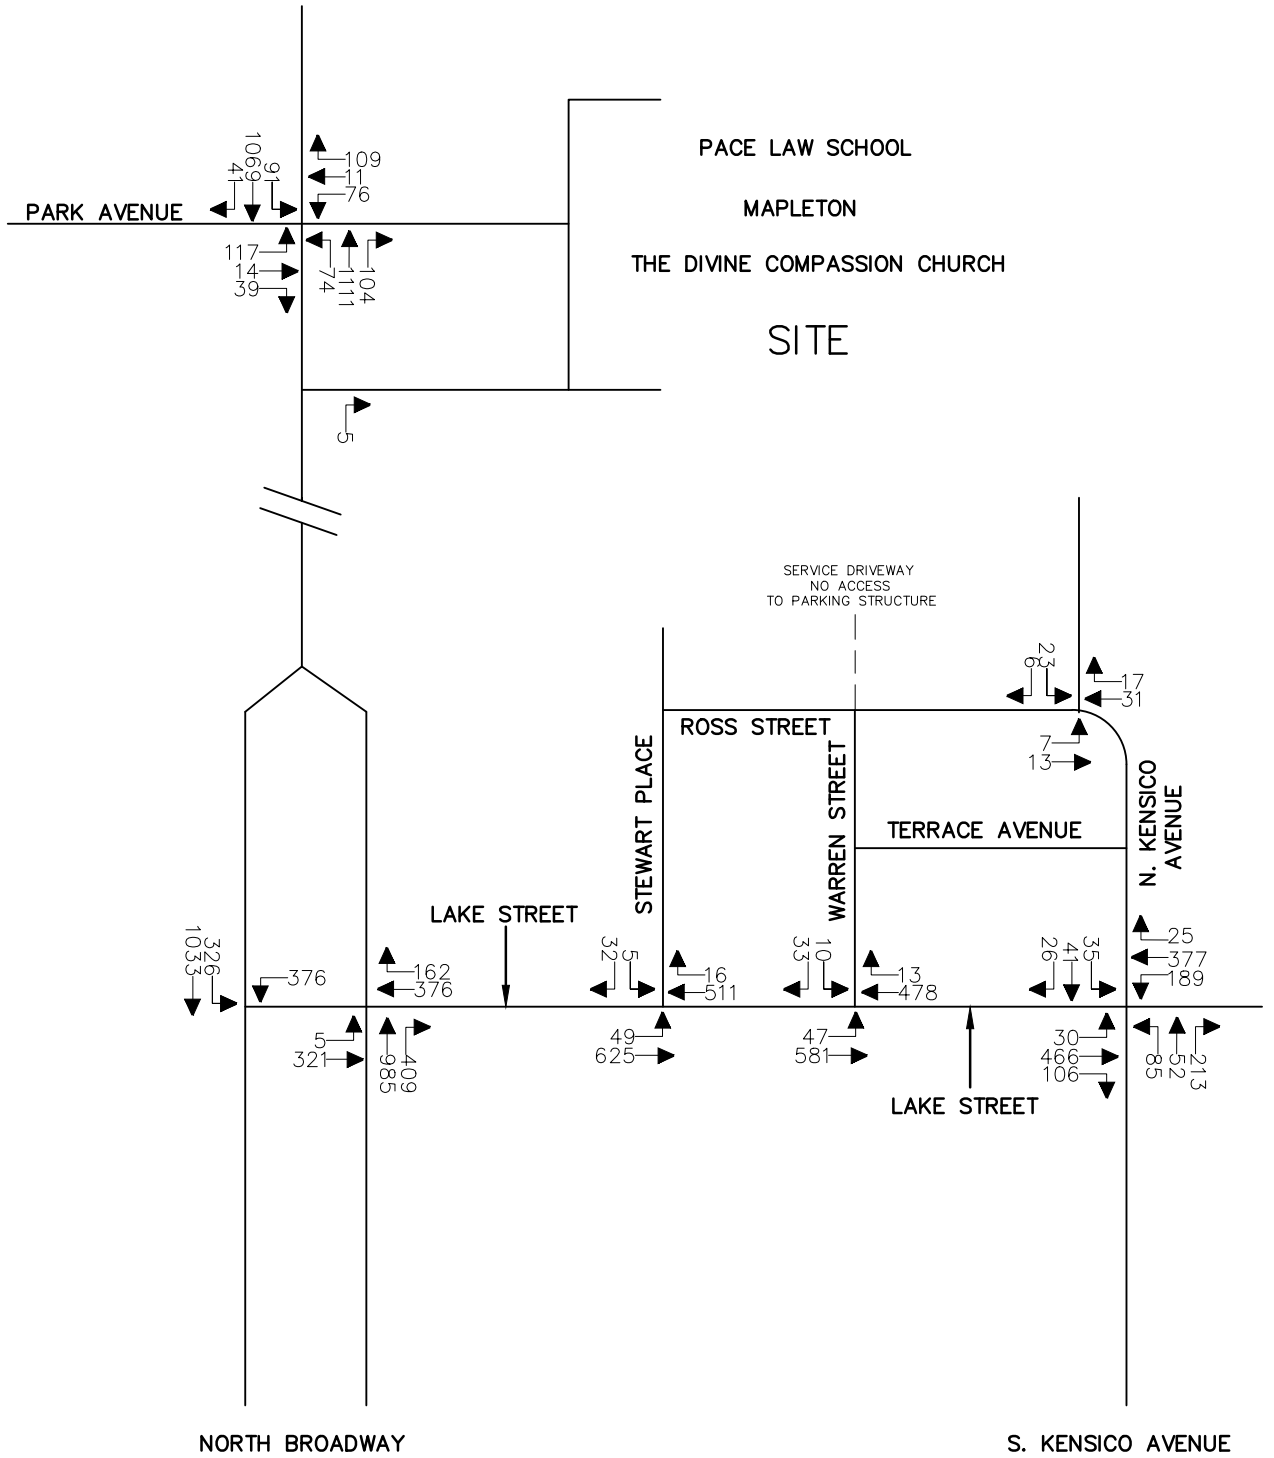 PACE LAW SCHOOL
MAPLETON
THE DIVINE COMPASSION CHURCH
SITE
PARK AVENUE
41
1069
91
109
11
76
117
14
39
74
1111
104
5
SERVICE DRIVEWAY
NO ACCESS
TO PARKING STRUCTURE
6
23
17
31
7
13
ROSS STREET
STEWART PLACE
WARREN STREET
TERRACE AVENUE
N. KENSICO
AVENUE
LAKE STREET
1033
326
376
162
376
5
321
985
409
32
5
16
511
49
625
33
10
13
478
47
581
26
41
35
25
377
189
30
466
106
85
52
213
LAKE STREET
NORTH BROADWAY
S. KENSICO AVENUE